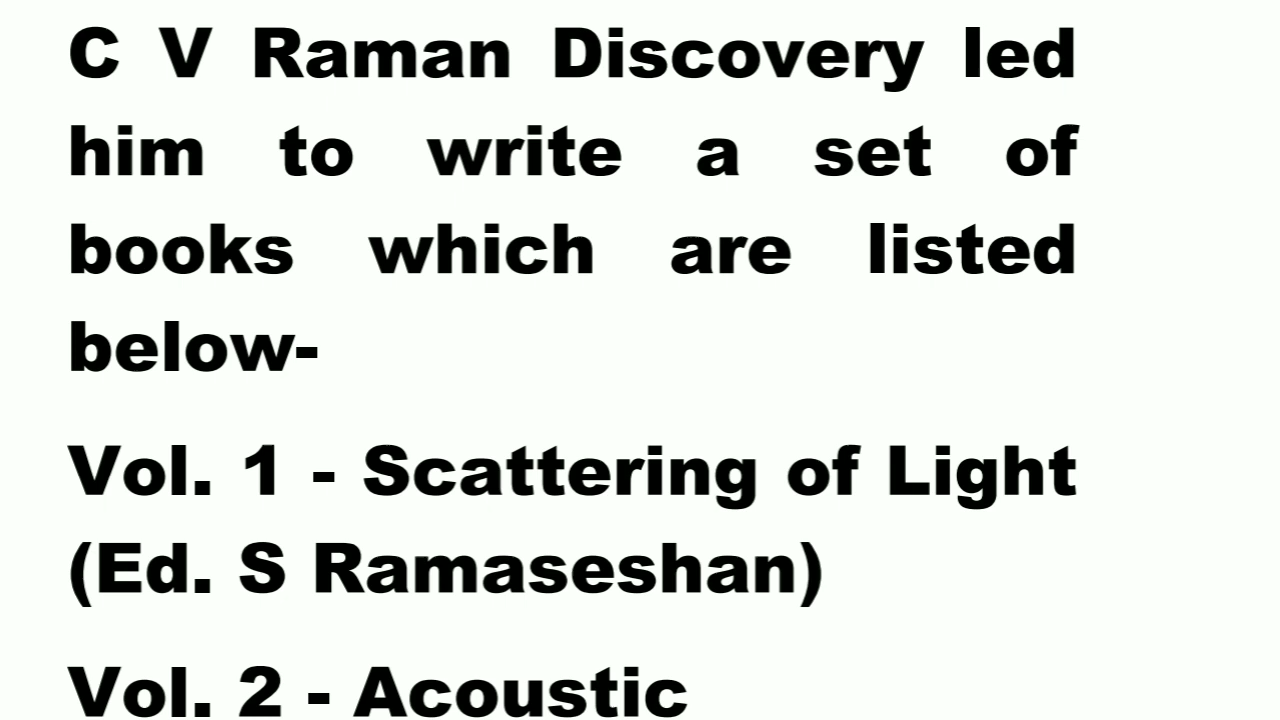 C V Raman Discovery led
him to write a set of
books which are listed
below-
Vol. 1 - Scattering of Light
(Ed. S Ramaseshan)
Vol. 2 - Acoustic